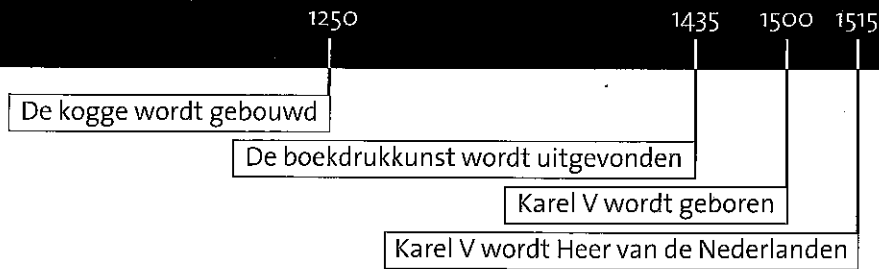 1250 1435 1500 1515
De kogge wordt gebouwd
De boekdrukkunst wordt uitgevonden
Karel V wordt geboren
Karel V wordt Heer van de Nederlanden